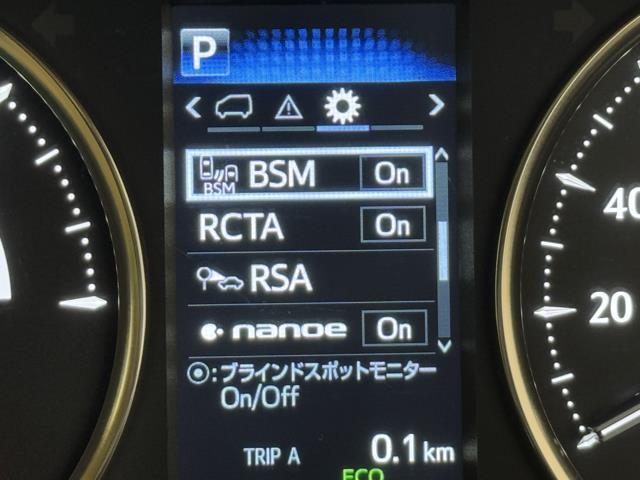 P
BSM BSM On
RCTA On
RSA
nanoe On
:ブラインドスポットモニター
On/Off
TRIP A 0.1 km
ECO
40
20